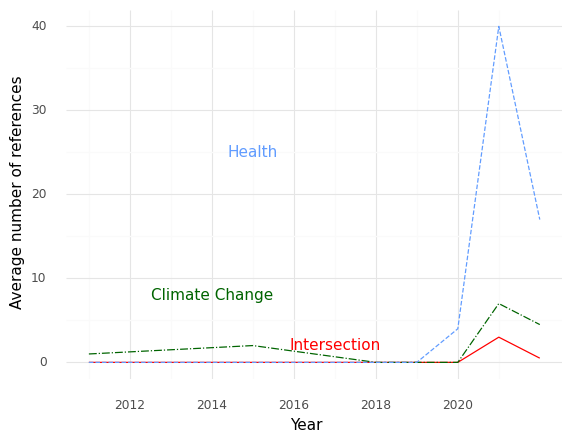 40
30
20
10
0
Average number of references
Health
Climate Change
Intersection
2012 2014 2016 2018 2020
Year